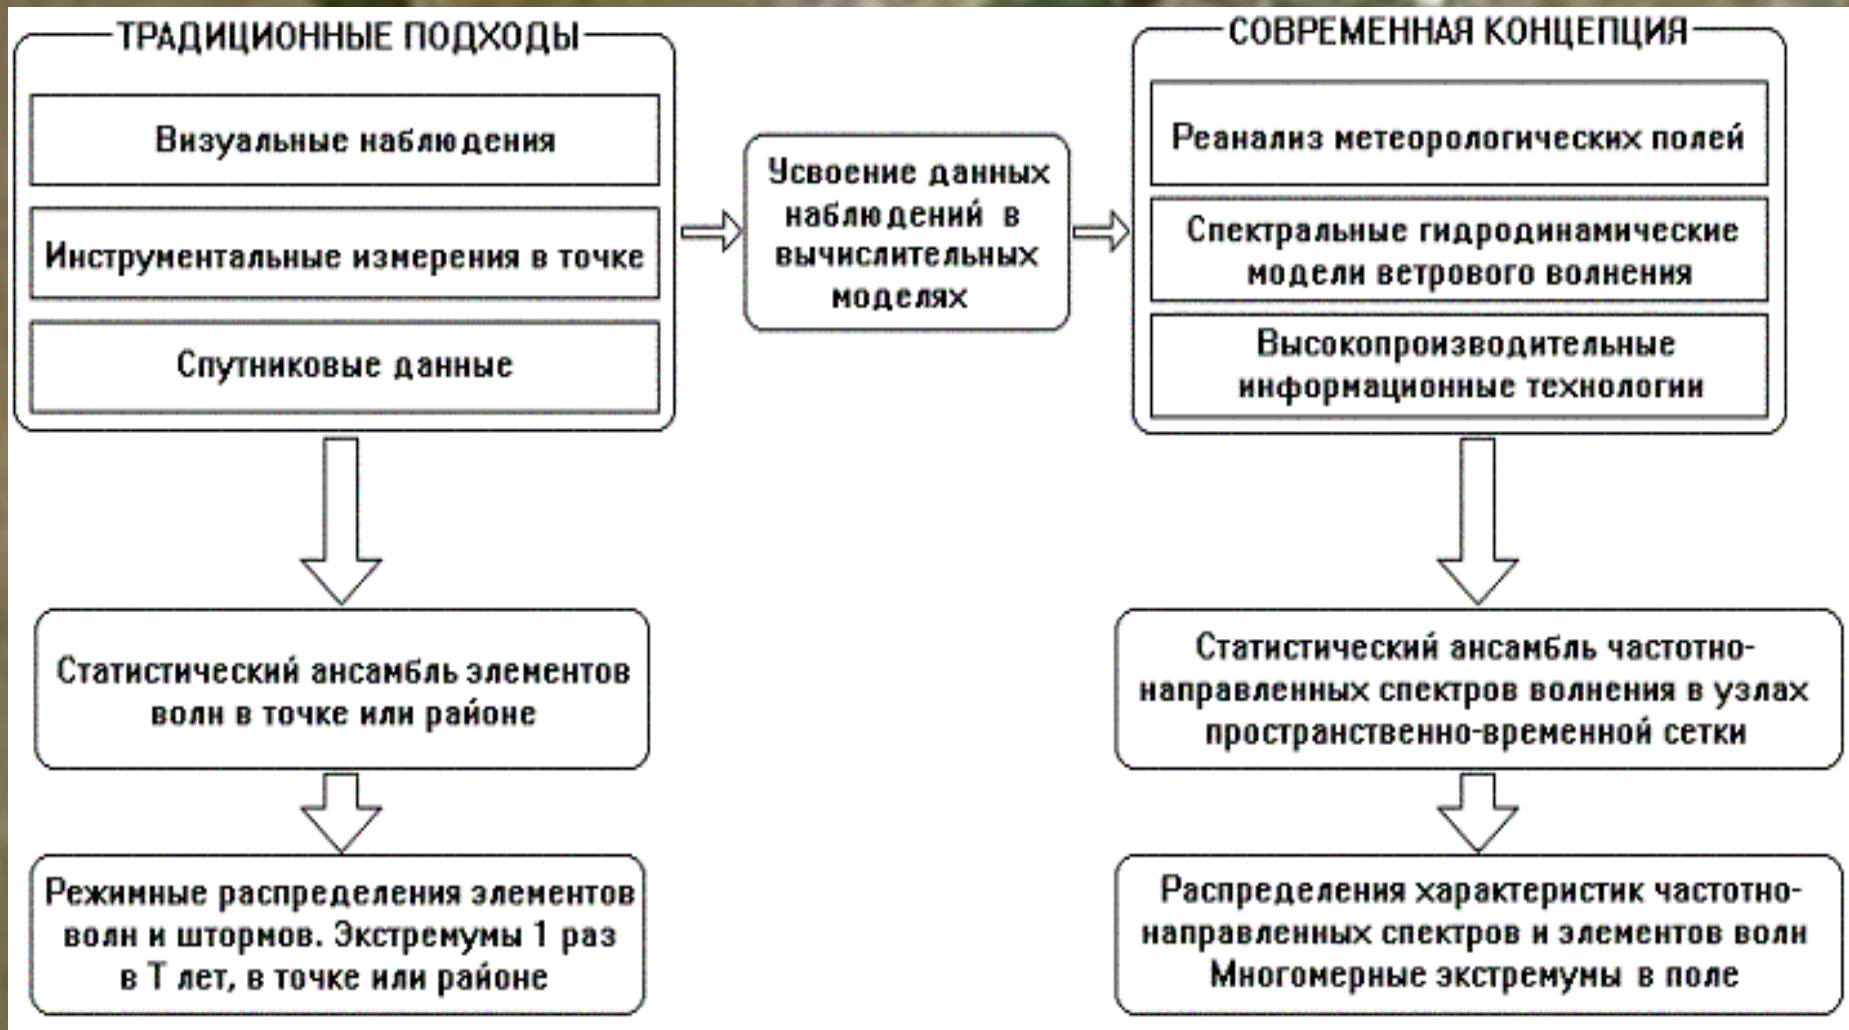 ТРАДИЦИОННЫЕ ПОДХОДЫ
Визуальные наблюдения
Инструментальные измерения в точке
Спутниковые данные
Усвоение данных
наблюдений в
вычислительных
моделях
СОВРЕМЕННАЯ КОНЦЕПЦИЯ
Реанализ метеорологических полей
Спектральные гидродинамические
модели ветрового волнения
Высокопроизводительные
информационные технологии
Статистический ансамбль элементов
волн в точке или районе
Режимные распределения элементов
волн и штормов. Экстремумы 1 раз
в Т лет, в точке или районе
Статистический ансамбль частотно-
направленных спектров волнения в узлах
пространственно-временной сетки
Распределения характеристик частотно-
направленных спектров и элементов волн
Многомерные экстремумы в поле